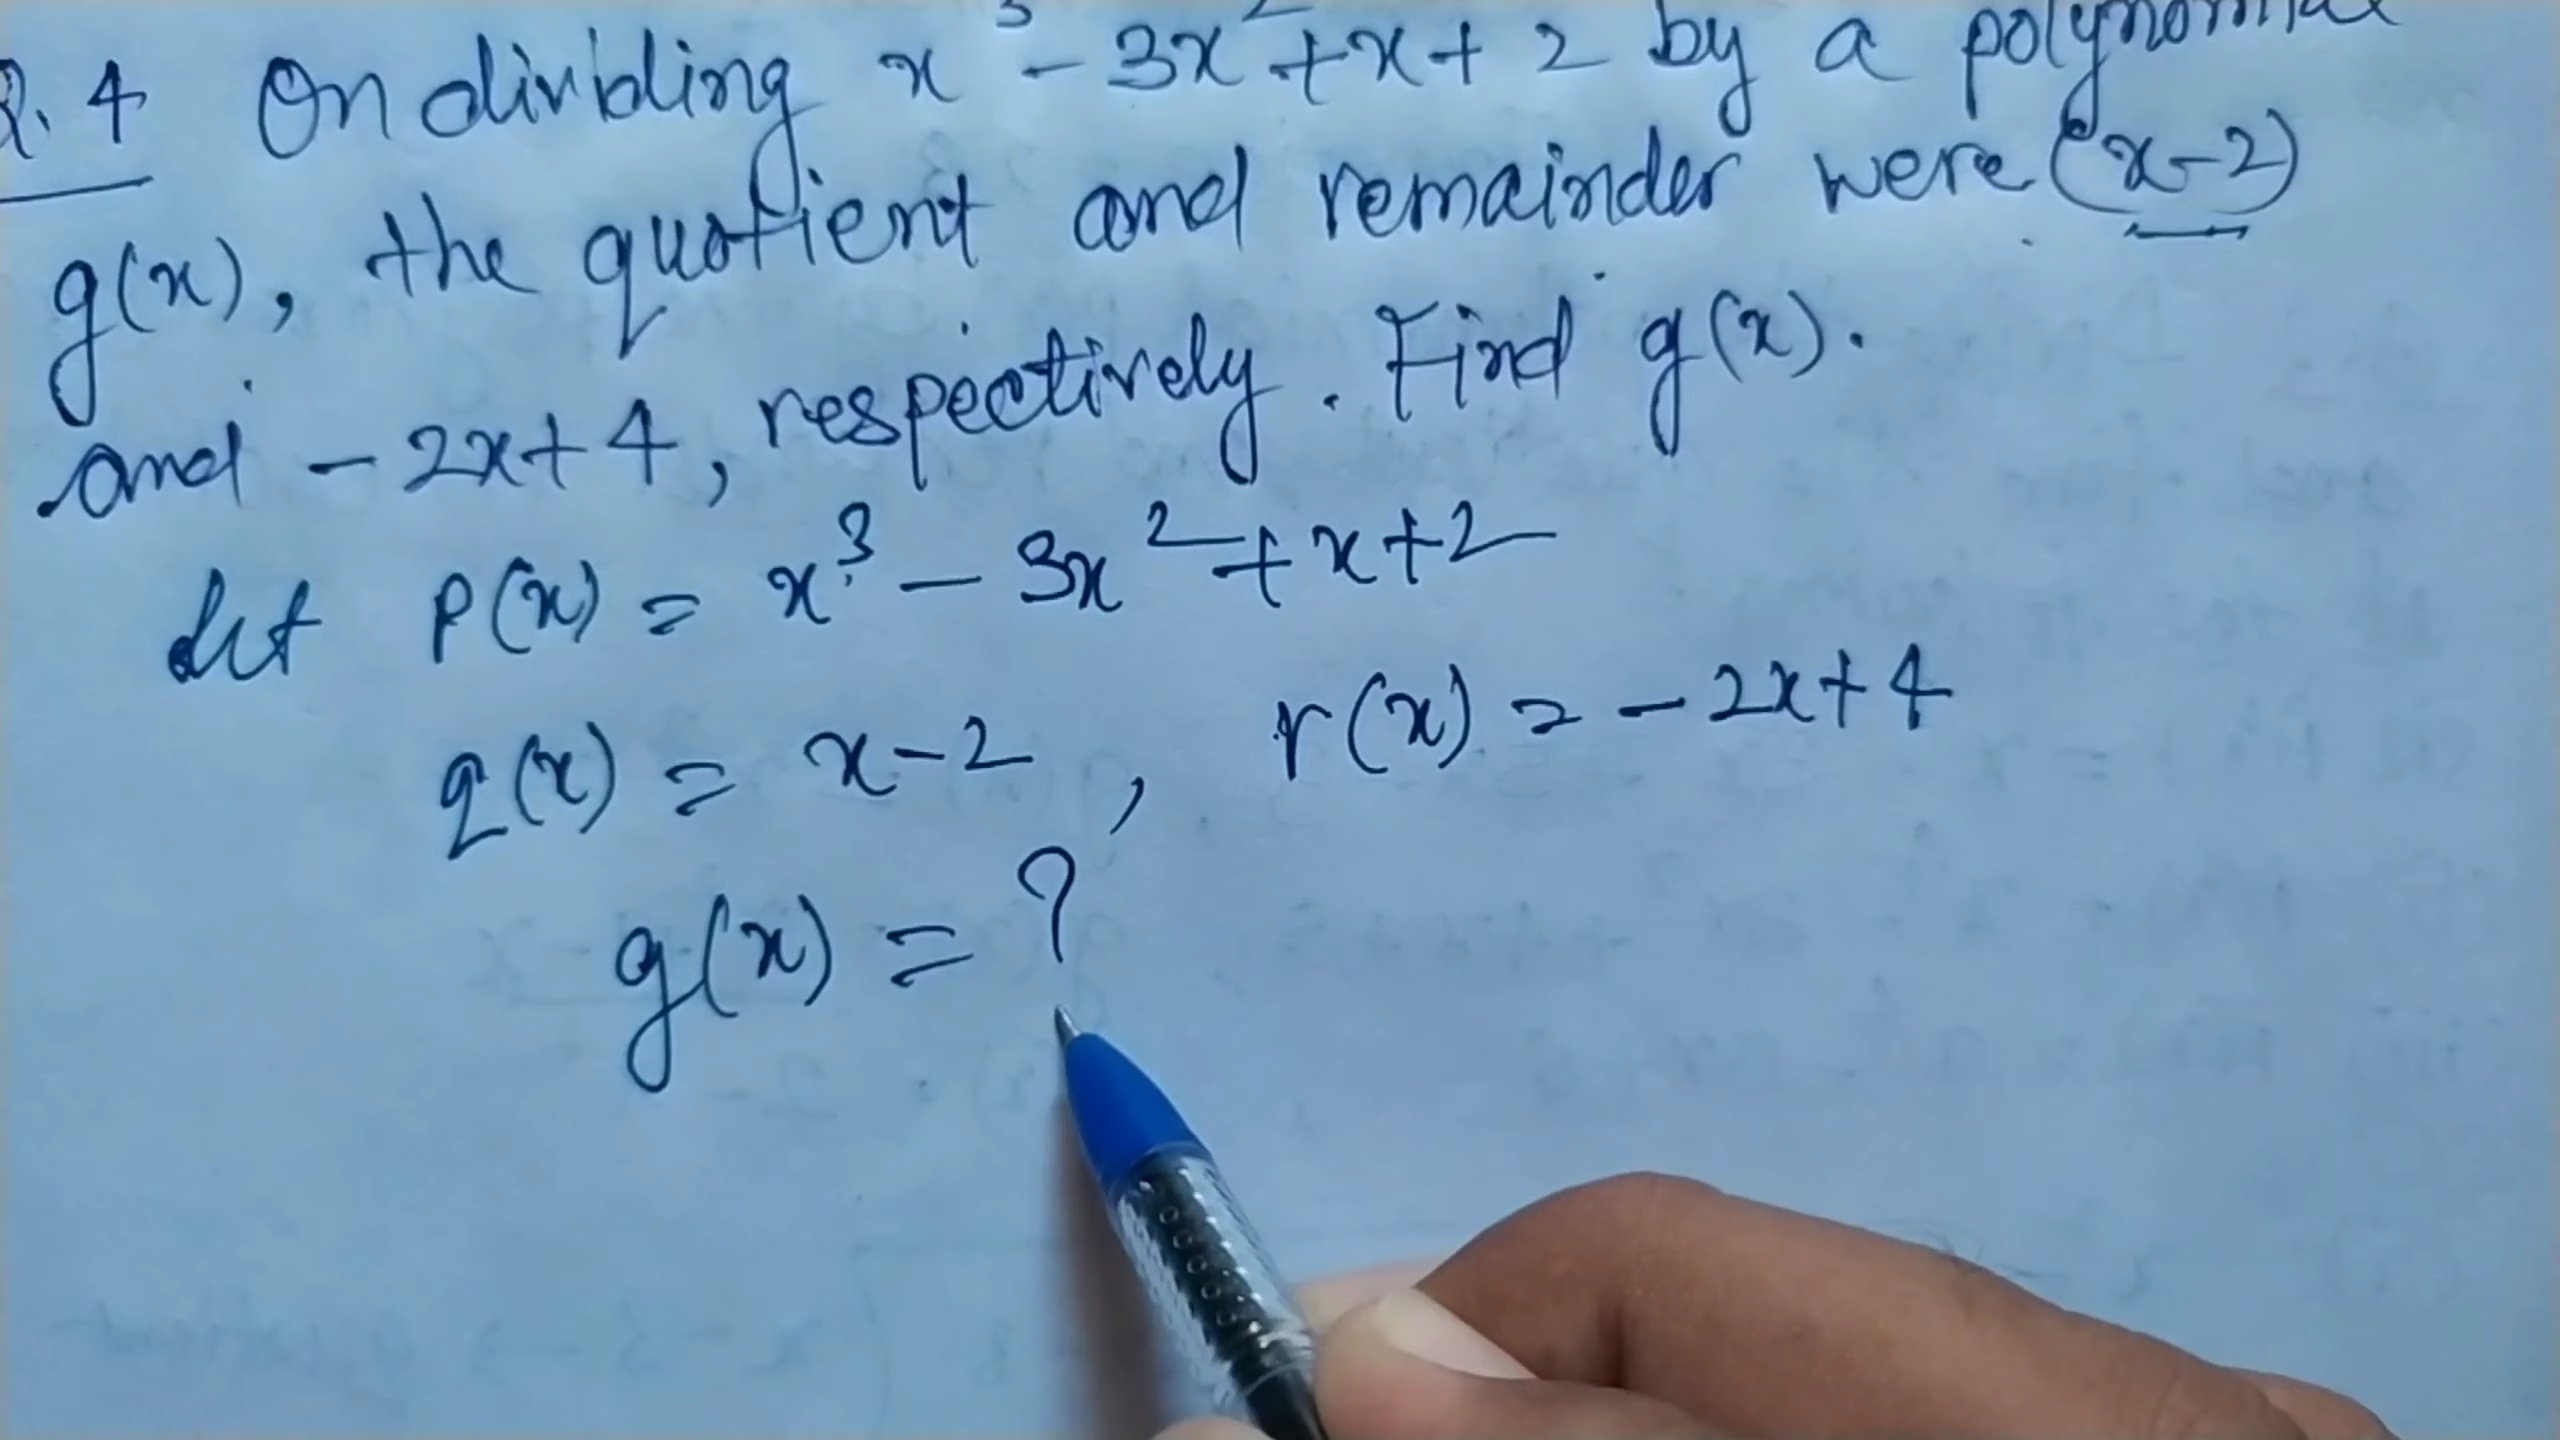 Q.4 On dividing x³ - 3x² + x + 2 by a polynomial
g(x), the quotient and remainder were (x-2)
and - 2x+4, respectively. Find g(x).
Let P(x) = x³ - 3x² + x + 2
q(x) = x-2 , r(x) = - 2x+4
g(x) = ?